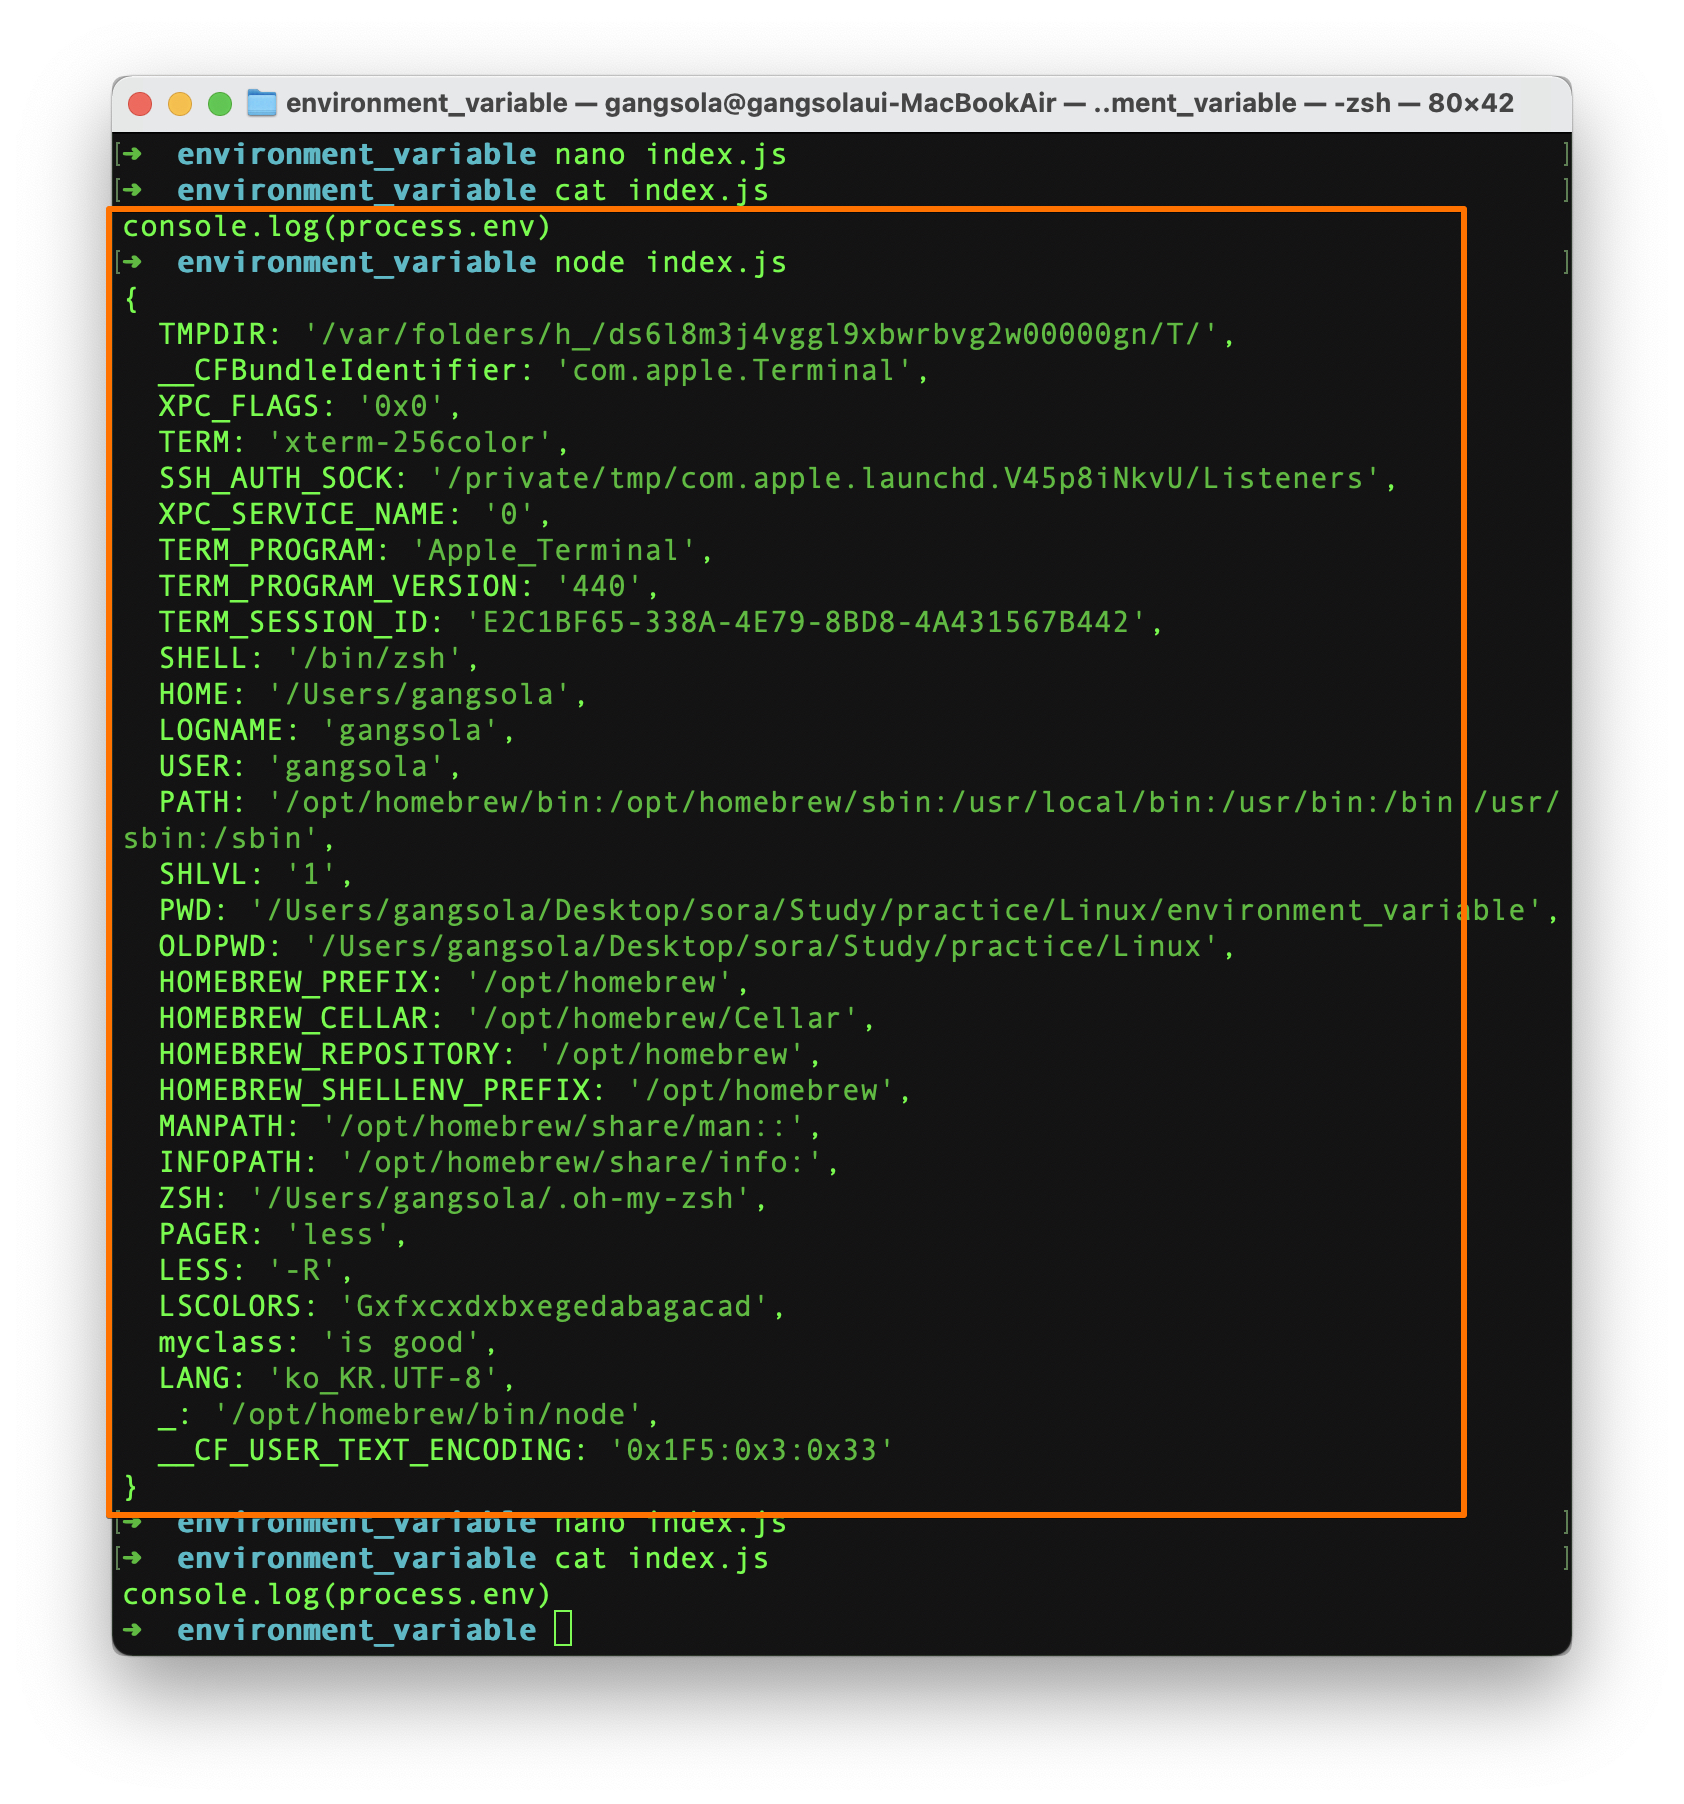 environment_variable — gangsola@gangsolaui-MacBookAir — ..ment_variable — -zsh — 80×42
[➜  environment_variable nano index.js ]
[➜  environment_variable cat index.js ]
console.log(process.env)
[➜  environment_variable node index.js ]
{
  TMPDIR: '/var/folders/h_/ds6l8m3j4vggl9xbwrbvg2w00000gn/T/',
  __CFBundleIdentifier: 'com.apple.Terminal',
  XPC_FLAGS: '0x0',
  TERM: 'xterm-256color',
  SSH_AUTH_SOCK: '/private/tmp/com.apple.launchd.V45p8iNkvU/Listeners',
  XPC_SERVICE_NAME: '0',
  TERM_PROGRAM: 'Apple_Terminal',
  TERM_PROGRAM_VERSION: '440',
  TERM_SESSION_ID: 'E2C1BF65-338A-4E79-8BD8-4A431567B442',
  SHELL: '/bin/zsh',
  HOME: '/Users/gangsola',
  LOGNAME: 'gangsola',
  USER: 'gangsola',
  PATH: '/opt/homebrew/bin:/opt/homebrew/sbin:/usr/local/bin:/usr/bin:/bin:/usr/
sbin:/sbin',
  SHLVL: '1',
  PWD: '/Users/gangsola/Desktop/sora/Study/practice/Linux/environment_variable',
  OLDPWD: '/Users/gangsola/Desktop/sora/Study/practice/Linux',
  HOMEBREW_PREFIX: '/opt/homebrew',
  HOMEBREW_CELLAR: '/opt/homebrew/Cellar',
  HOMEBREW_REPOSITORY: '/opt/homebrew',
  HOMEBREW_SHELLENV_PREFIX: '/opt/homebrew',
  MANPATH: '/opt/homebrew/share/man::',
  INFOPATH: '/opt/homebrew/share/info:',
  ZSH: '/Users/gangsola/.oh-my-zsh',
  PAGER: 'less',
  LESS: '-R',
  LSCOLORS: 'Gxfxcxdxbxegedabagacad',
  myclass: 'is good',
  LANG: 'ko_KR.UTF-8',
  _: '/opt/homebrew/bin/node',
  __CF_USER_TEXT_ENCODING: '0x1F5:0x3:0x33'
}
[➜  environment_variable nano index.js ]
[➜  environment_variable cat index.js ]
console.log(process.env)
➜  environment_variable